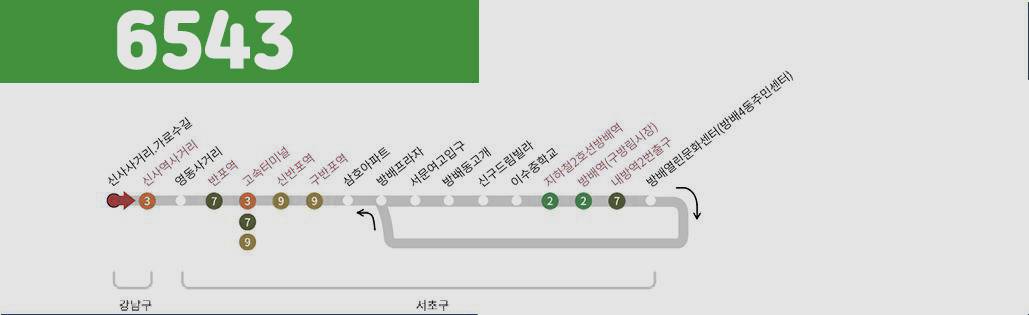 6543
신사사거리.가로수길
신사역사거리
영동사거리
반포역
고속터미널
신반포역
구반포역
삼호아파트
방배프라자
서문여고입구
방배동고개
신구드림빌라
이수중학교
지하철2호선방배역
방배역(구방림시장)
내방역2번출구
방배열린문화센터(방배4동주민센터)
3
7
3
9
9
2
2
7
7
9
강남구
서초구